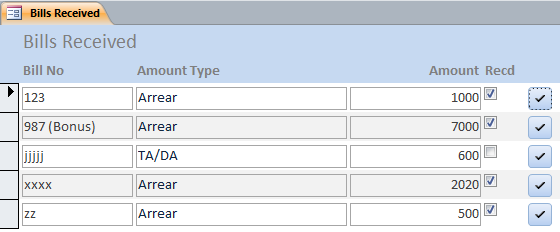 Bills Received
Bills Received
Bill No Amount Type Amount Recd
123 Arrear 1000
987 (Bonus) Arrear 7000
jjjjj TA/DA 600
xxxx Arrear 2020
zz Arrear 500